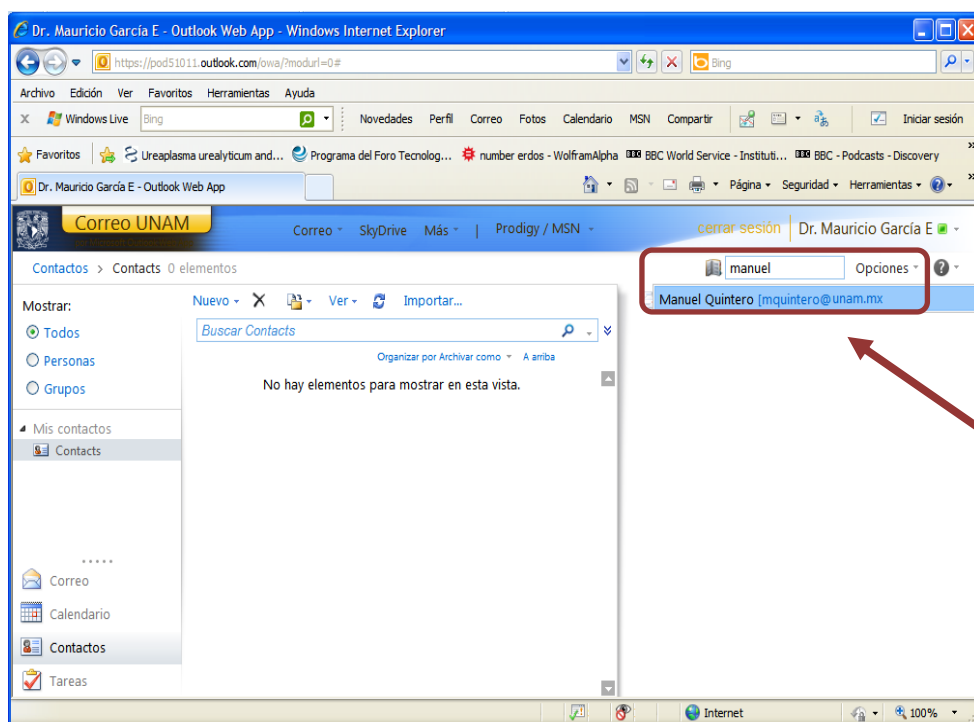 Dr. Mauricio García E - Outlook Web App - Windows Internet Explorer
https://pod51011.outlook.com/owa/?modurl=0#
Bing
Archivo Edición Ver Favoritos Herramientas Ayuda
X Windows Live Bing Novedades Perfil Correo Fotos Calendario MSN Compartir Iniciar sesión
Favoritos Ureaplasma urealyticum and... Programa del Foro Tecnolog... number erdos - WolframAlpha BBC World Service - Instituti... BBC - Podcasts - Discovery »
Dr. Mauricio García E - Outlook Web App Página Seguridad Herramientas »
Correo UNAM Correo SkyDrive Más | Prodigy / MSN cerrar sesión Dr. Mauricio García E
Contactos > Contacts 0 elementos manuel Opciones
Manuel Quintero [mquintero@unam.mx
Mostrar: Nuevo Ver Importar...
Todos Buscar Contacts
Personas Organizar por Archivar como A arriba
Grupos No hay elementos para mostrar en esta vista.
Mis contactos
Contacts
Correo
Calendario
Contactos
Tareas
Internet 100%